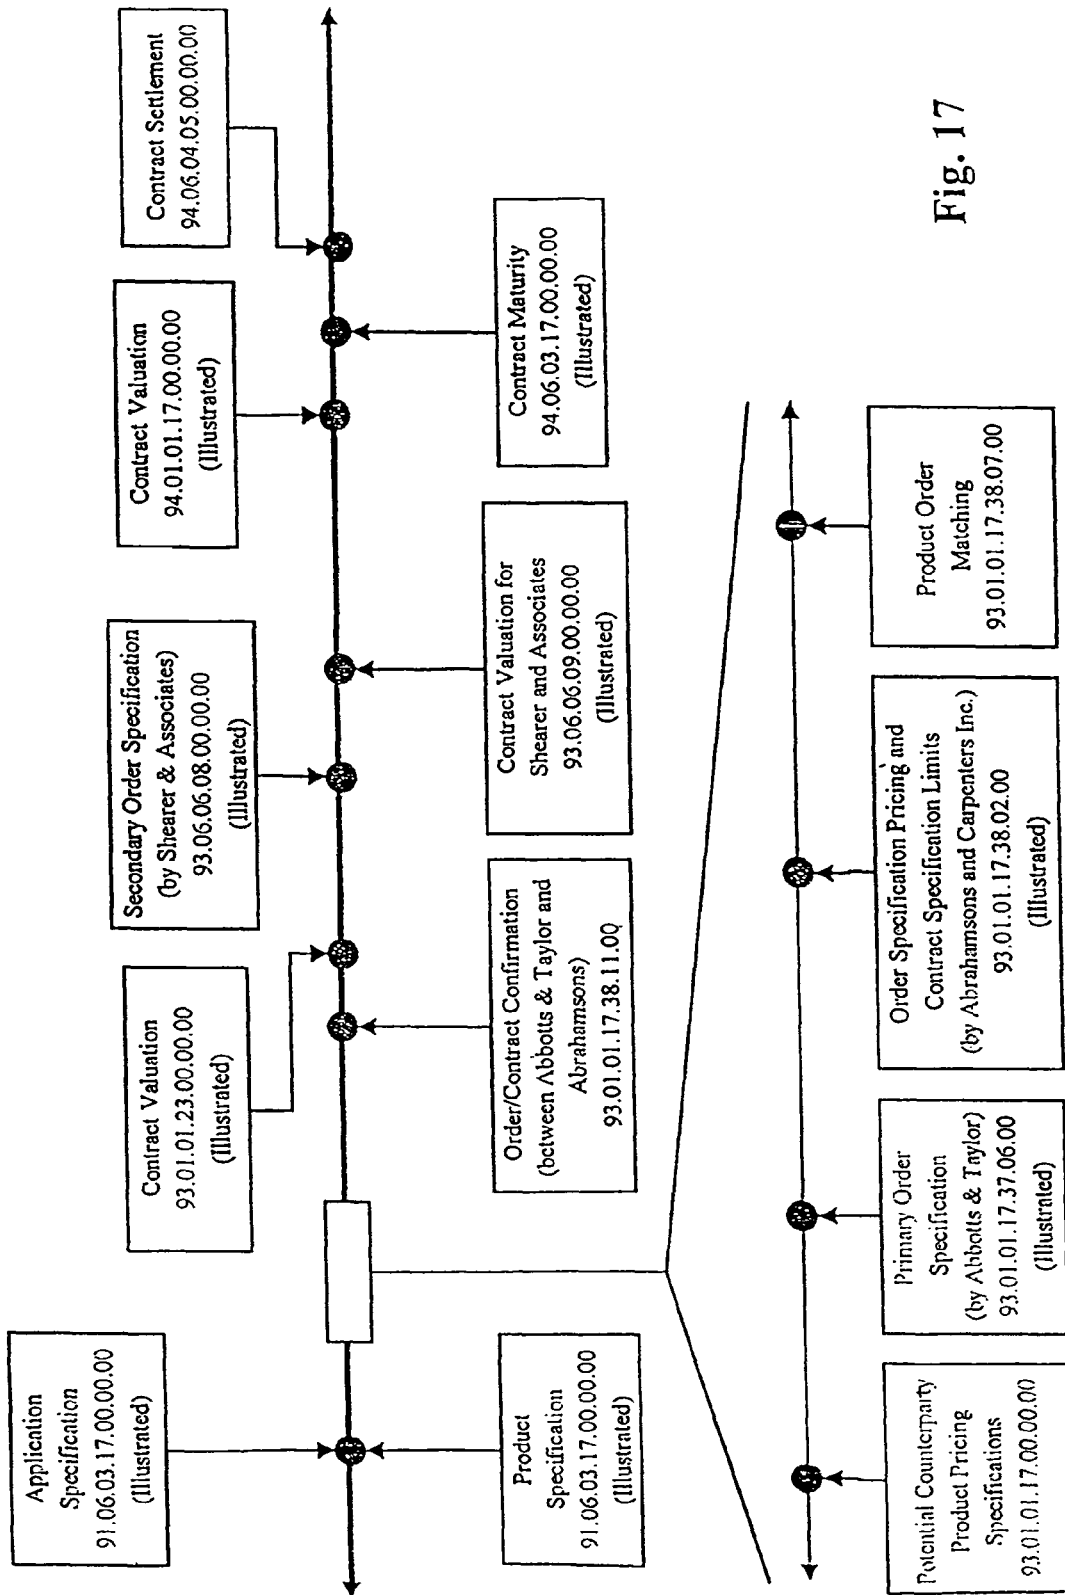 Application
Specification
91.06.03.17.00.00.00
(Illustrated)
Contract Valuation
93.01.01.23.00.00.00
(Illustrated)
Secondary Order Specification
(by Shearer & Associates)
93.06.06.08.00.00.00
(Illustrated)
Contract Valuation
94.01.01.17.00.00.00
(Illustrated)
Contract Settlement
94.06.04.05.00.00.00
Product
Specification
91.06.03.17.00.00.00
(Illustrated)
Order/Contract Confirmation
(between Abbotts & Taylor and
Abrahamsons)
93.01.01.17.38.11.00
Contract Valuation for
Shearer and Associates
93.06.06.09.00.00.00
(Illustrated)
Contract Maturity
94.06.03.17.00.00.00
(Illustrated)
Potential Counterparty
Product Pricing
Specifications
93.01.01.17.00.00.00
Primary Order
Specification
(by Abbotts & Taylor)
93.01.01.17.37.06.00
(Illustrated)
Order Specification Pricing and
Contract Specification Limits
(by Abrahamsons and Carpenters Inc.)
93.01.01.17.38.02.00
(Illustrated)
Product Order
Matching
93.01.01.17.38.07.00
Fig. 17